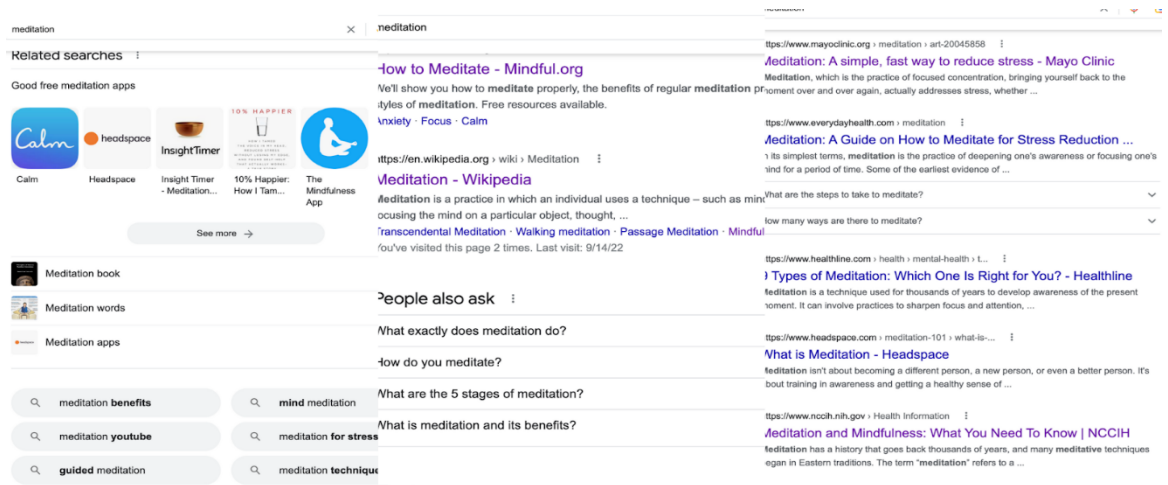 meditation
Related searches
Good free meditation apps
Calm
headspace
InsightTimer
10% HAPPIER
Calm
Headspace
Insight Timer - Meditation...
10% Happier: How I Tam...
The Mindfulness App
See more →
Meditation book
Meditation words
Meditation apps
meditation benefits
mind meditation
meditation youtube
meditation for stress
guided meditation
meditation technique
meditation
How to Meditate - Mindful.org
We'll show you how to meditate properly, the benefits of regular meditation pr
styles of meditation. Free resources available.
Anxiety · Focus · Calm
https://en.wikipedia.org › wiki › Meditation
Meditation - Wikipedia
Meditation is a practice in which an individual uses a technique – such as min
focusing the mind on a particular object, thought, ...
Transcendental Meditation · Walking meditation · Passage Meditation · Mindful
You've visited this page 2 times. Last visit: 9/14/22
People also ask
What exactly does meditation do?
How do you meditate?
What are the 5 stages of meditation?
What is meditation and its benefits?
ttps://www.mayoclinic.org › meditation › art-20045858
Meditation: A simple, fast way to reduce stress - Mayo Clinic
Meditation, which is the practice of focused concentration, bringing yourself back to the
moment over and over again, actually addresses stress, whether ...
ttps://www.everydayhealth.com › meditation
Meditation: A Guide on How to Meditate for Stress Reduction ...
n its simplest terms, meditation is the practice of deepening one's awareness or focusing one's
mind for a period of time. Some of the earliest evidence of ...
What are the steps to take to meditate?
How many ways are there to meditate?
ttps://www.healthline.com › health › mental-health › t...
9 Types of Meditation: Which One Is Right for You? - Healthline
Meditation is a technique used for thousands of years to develop awareness of the present
moment. It can involve practices to sharpen focus and attention, ...
ttps://www.headspace.com › meditation-101 › what-is-...
What is Meditation - Headspace
Meditation isn't about becoming a different person, a new person, or even a better person. It's
about training in awareness and getting a healthy sense of ...
ttps://www.nccih.nih.gov › Health Information
Meditation and Mindfulness: What You Need To Know | NCCIH
Meditation has a history that goes back thousands of years, and many meditative techniques
began in Eastern traditions. The term "meditation" refers to a ...